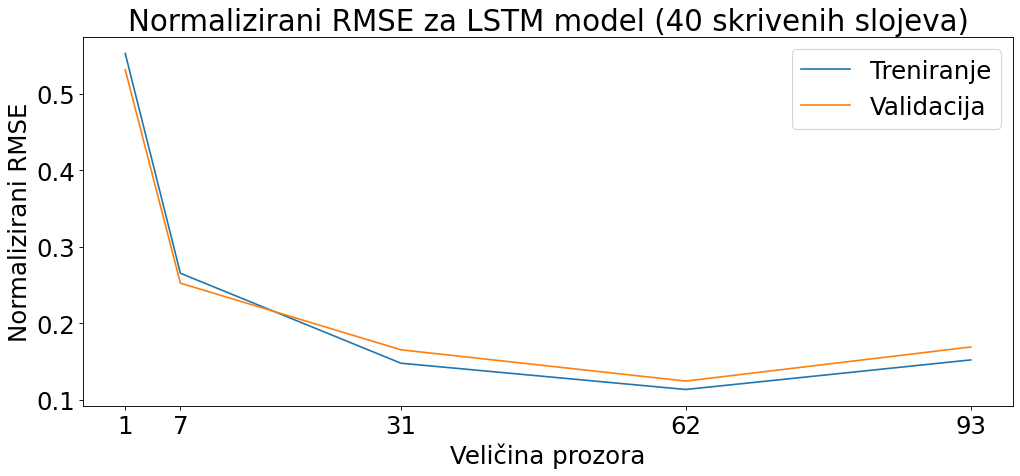 Normalizirani RMSE za LSTM model (40 skrivenih slojeva)
Treniranje
Validacija
Normalizirani RMSE
0.5
0.4
0.3
0.2
0.1
1 7 31 62 93
Veličina prozora